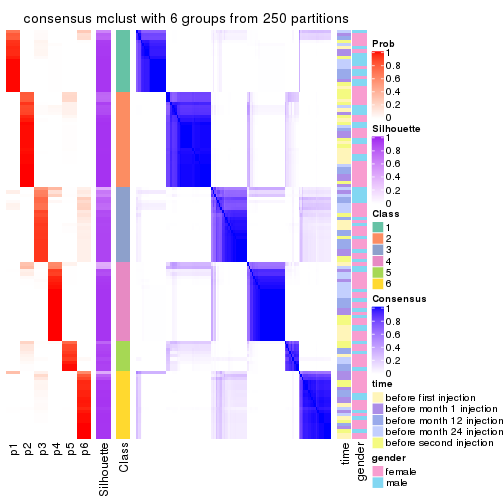 consensus mclust with 6 groups from 250 partitions
p1
p2
p3
p4
p5
p6
Silhouette
Class
time
gender
Prob
1
0.8
0.6
0.4
0.2
0
Silhouette
1
0.8
0.6
0.4
0.2
0
Class
1
2
3
4
5
6
Consensus
1
0.8
0.6
0.4
0.2
0
time
before first injection
before month 1 injection
before month 12 injection
before month 24 injection
before second injection
gender
female
male